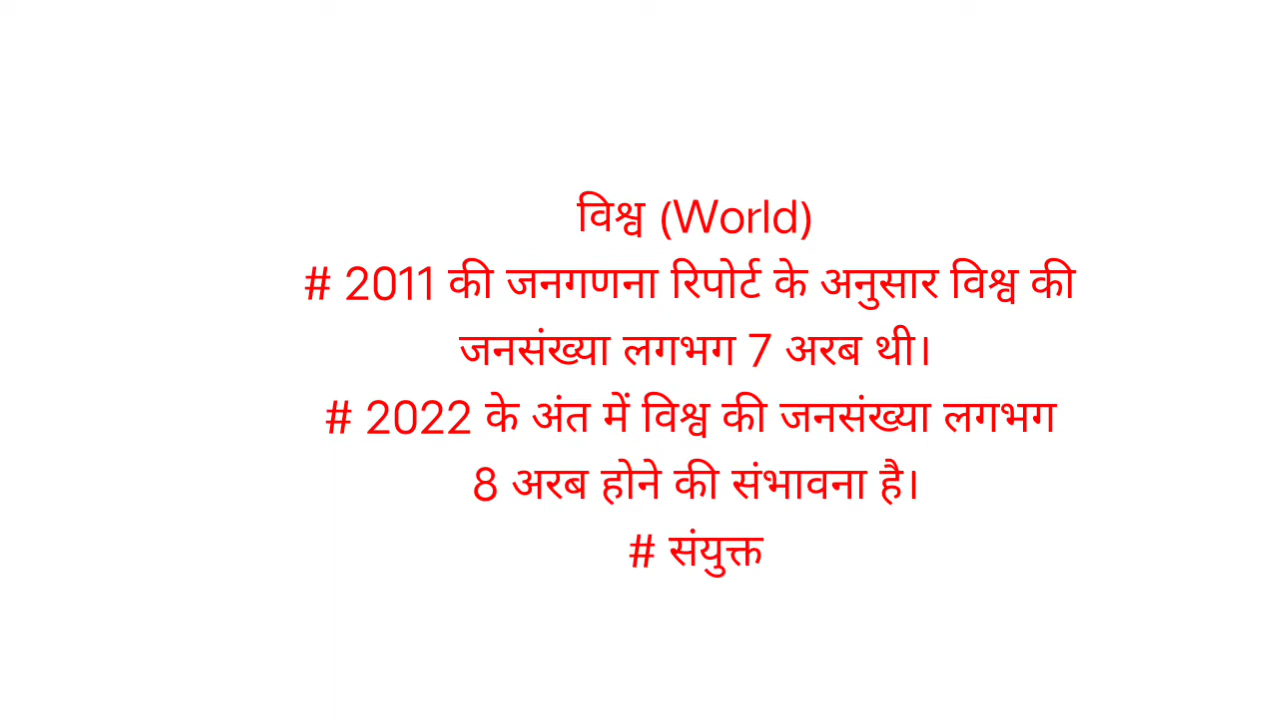 विश्व (World)
# 2011 की जनगणना रिपोर्ट के अनुसार विश्व की
जनसंख्या लगभग 7 अरब थी।
# 2022 के अंत में विश्व की जनसंख्या लगभग
8 अरब होने की संभावना है।
# संयुक्त